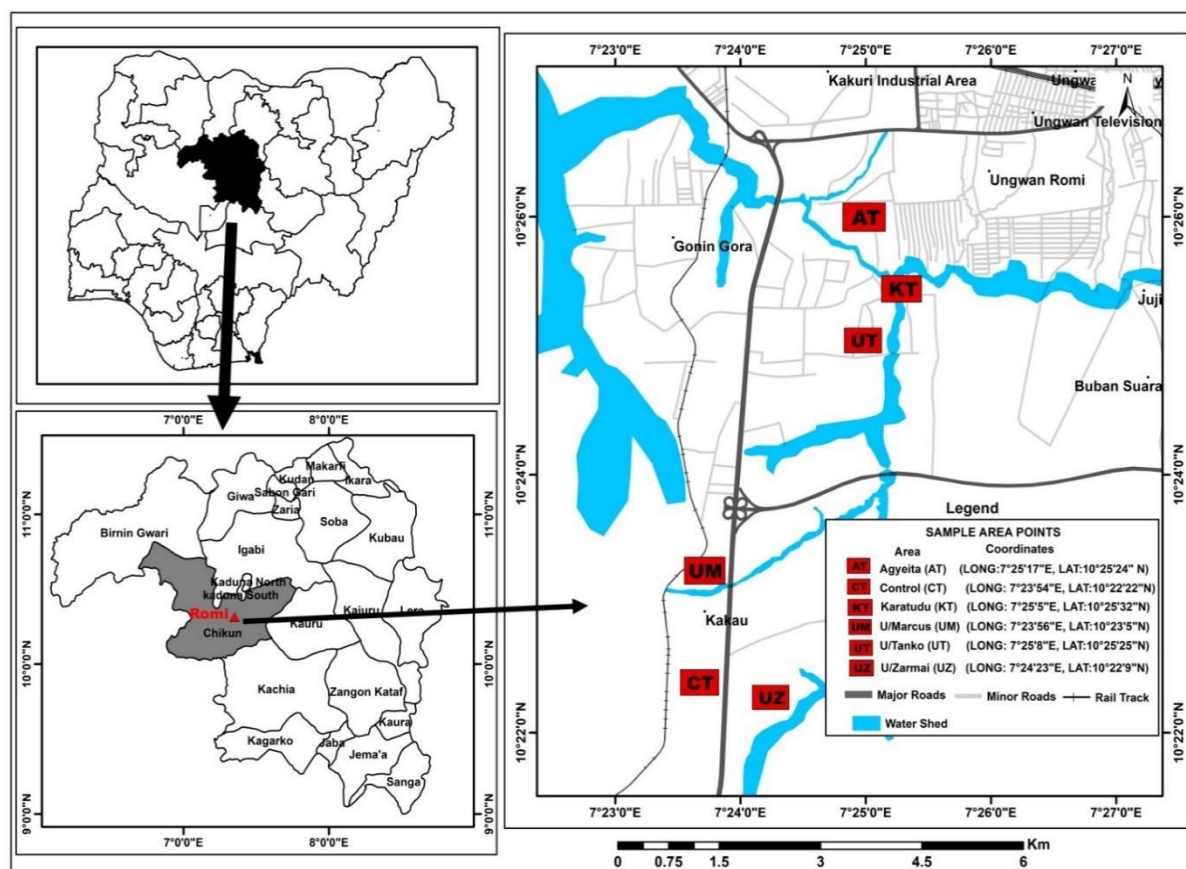 7°0'0"E 8°0'0"E
11°0'0"N
10°0'0"N
9°0'0"N
11°0'0"N
10°0'0"N
9°0'0"N
7°0'0"E 8°0'0"E
Makarfi
Kudan
Ikara
Sabon Gari
Giwa
Zaria
Soba
Birnin Gwari
Kubau
Igabi
Kaduna North
kaduna South
Romi
Chikun
Kauru
Kajuru
Lere
Kachia
Zangon Kataf
Kaura
Kagarko
Jaba
Jema'a
Sanga
7°23'0"E 7°24'0"E 7°25'0"E 7°26'0"E 7°27'0"E
10°26'0"N
10°24'0"N
10°22'0"N
10°26'0"N
10°24'0"N
10°22'0"N
7°23'0"E 7°24'0"E 7°25'0"E 7°26'0"E 7°27'0"E
N
Kakuri Industrial Area
Ungwan Television
Ungwan Romi
AT
Gonin Gora
KT
Juji
UT
Buban Suara
UM
Kakau
CT
UZ
Legend
SAMPLE AREA POINTS
Area Coordinates
AT Agyeita (AT) (LONG:7°25'17"E, LAT:10°25'24" N)
CT Control (CT) (LONG: 7°23'54"E, LAT:10°22'22"N)
KT Karatudu (KT) (LONG: 7°25'5"E, LAT:10°25'32"N)
UM U/Marcus (UM) (LONG: 7°23'56"E, LAT:10°23'5"N)
UT U/Tanko (UT) (LONG: 7°25'8"E, LAT:10°25'25"N)
UZ U/Zarmai (UZ) (LONG: 7°24'23"E, LAT:10°22'9"N)
Major Roads Minor Roads Rail Track
Water Shed
Km
0 0.75 1.5 3 4.5 6